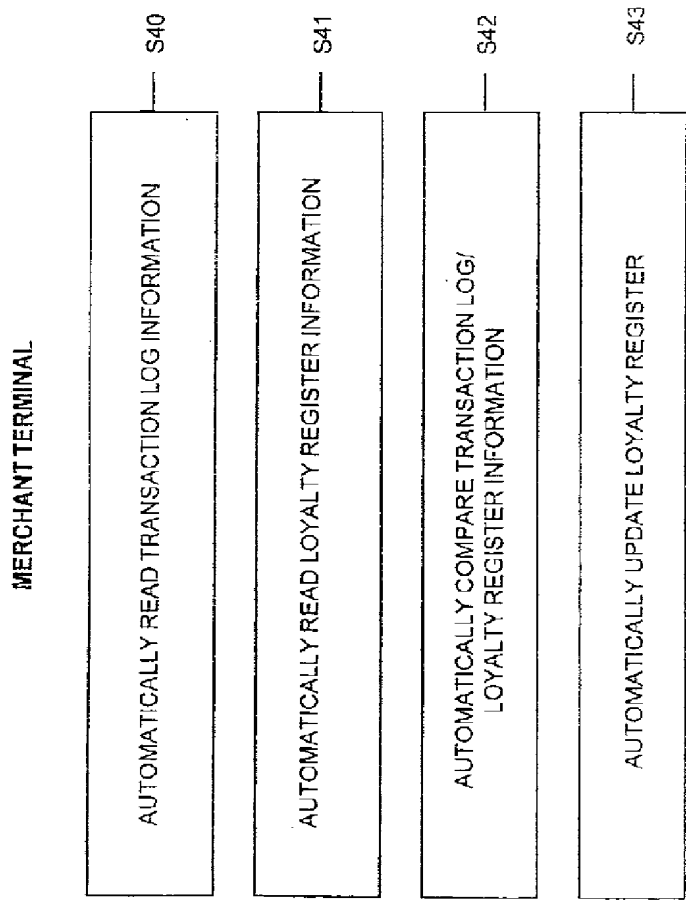 MERCHANT TERMINAL
AUTOMATICALLY READ TRANSACTION LOG INFORMATION
S40
AUTOMATICALLY READ LOYALTY REGISTER INFORMATION
S41
AUTOMATICALLY COMPARE TRANSACTION LOG/
LOYALTY REGISTER INFORMATION
S42
AUTOMATICALLY UPDATE LOYALTY REGISTER
S43